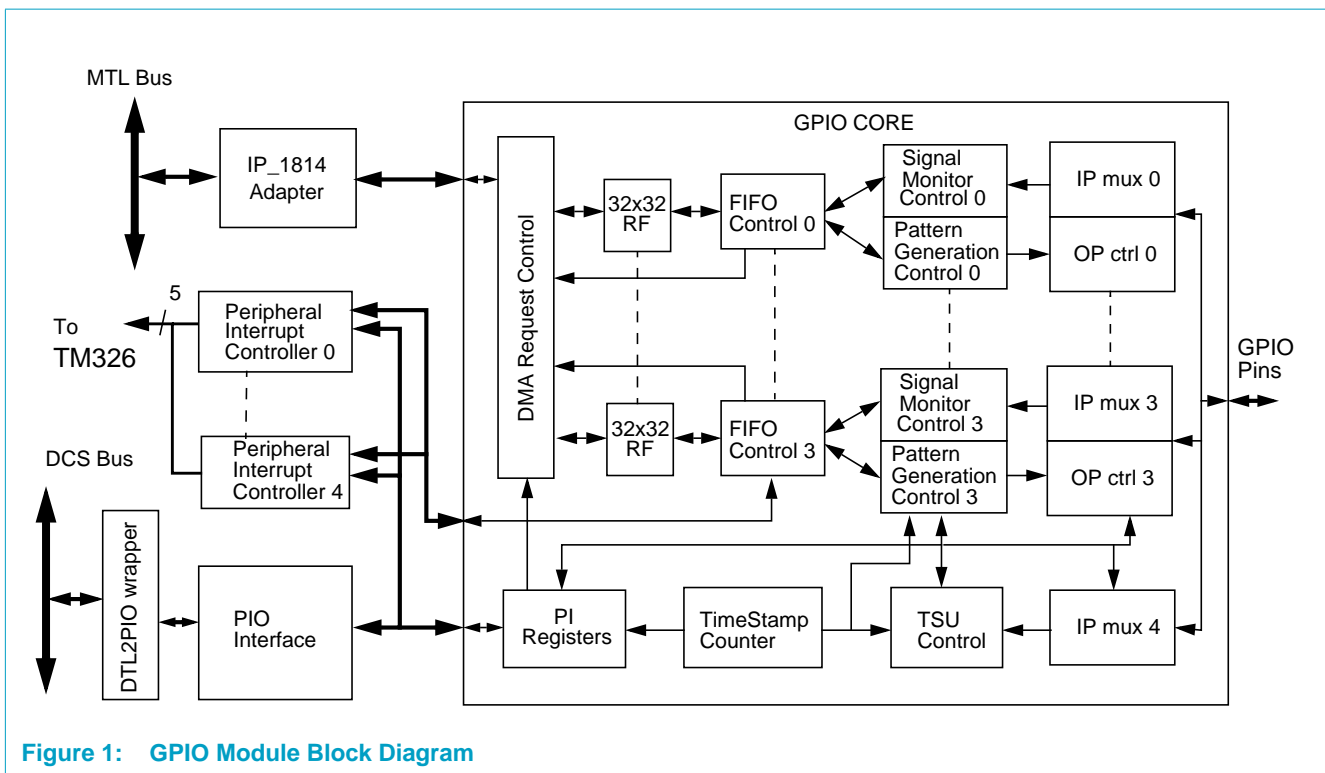 MTL Bus
IP_1814
Adapter
GPIO CORE
DMA Request Control
32x32
RF
FIFO
Control 0
Signal
Monitor
Control 0
Pattern
Generation
Control 0
IP mux 0
OP ctrl 0
5
To
TM326
Peripheral
Interrupt
Controller 0
Peripheral
Interrupt
Controller 4
32x32
RF
FIFO
Control 3
Signal
Monitor
Control 3
Pattern
Generation
Control 3
IP mux 3
OP ctrl 3
GPIO
Pins
DCS Bus
DTL2PIO wrapper
PIO
Interface
PI
Registers
TimeStamp
Counter
TSU
Control
IP mux 4
Figure 1: GPIO Module Block Diagram